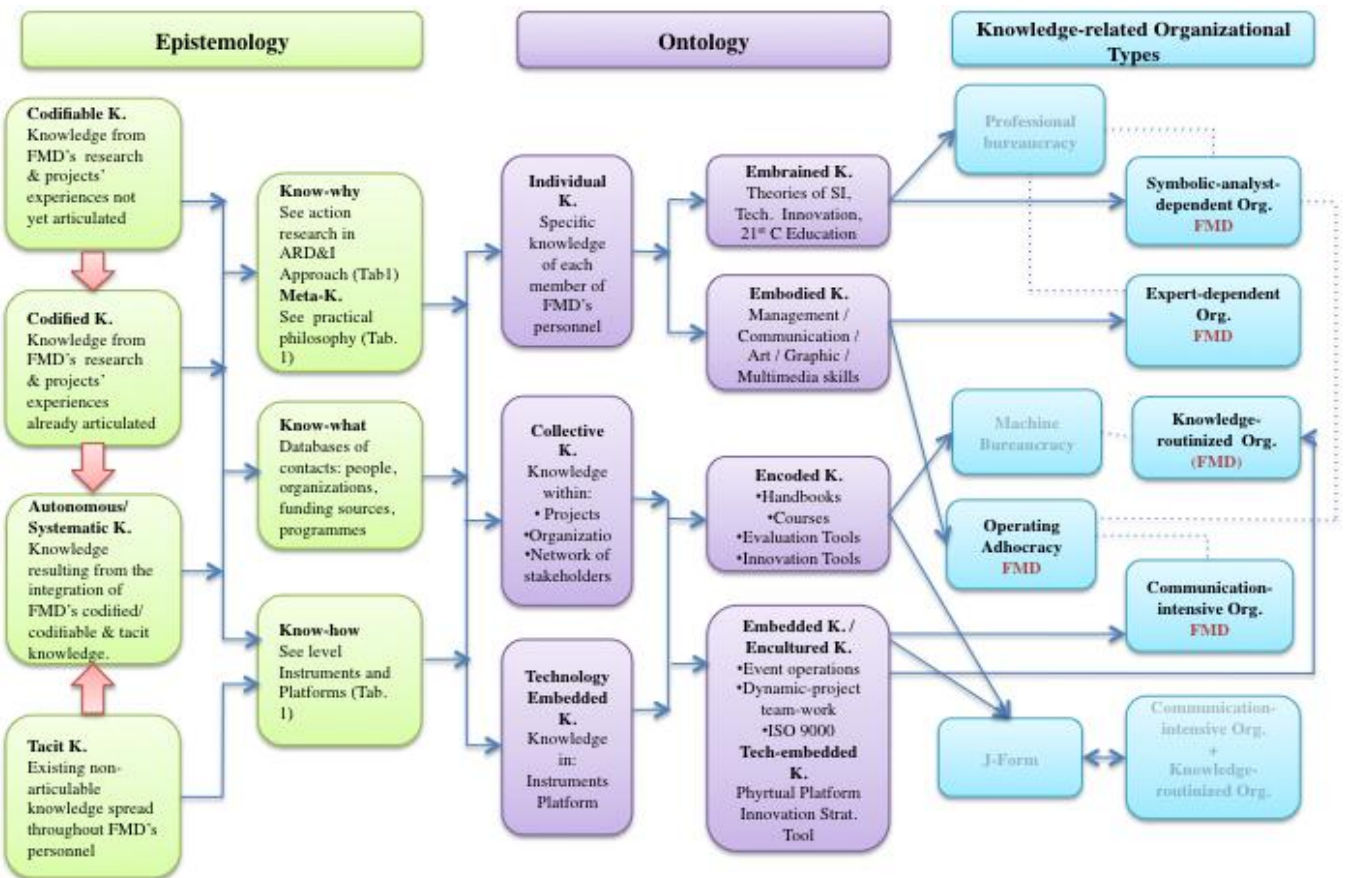 Epistemology
Ontology
Knowledge-related Organizational
Types
Codifiable K.
Knowledge from
FMD's research
& projects'
experiences not
yet articulated
Codified K.
Knowledge from
FMD's research
& projects'
experiences
already articulated
Autonomous/
Systematic K.
Knowledge
resulting from the
integration of
FMD's codified/
codifiable & tacit
knowledge.
Tacit K.
Existing non-
articulable
knowledge spread
throughout FMD's
personnel
Know-why
See action
research in
ARD&I
Approach (Tab1)
Meta-K.
See practical
philosophy (Tab.
1)
Know-what
Databases of
contacts: people,
organizations,
funding sources,
programmes
Know-how
See level
Instruments and
Platforms (Tab.
1)
Individual
K.
Specific
knowledge
of each
member of
FMD's
personnel
Collective
K.
Knowledge
within:
• Projects
•Organizatio
•Network of
stakeholders
Technology
Embedded
K.
Knowledge
in:
Instruments
Platform
Embrained K.
Theories of SI,
Tech. Innovation,
21st C Education
Embodied K.
Management /
Communication /
Art / Graphic /
Multimedia skills
Encoded K.
•Handbooks
•Courses
•Evaluation Tools
•Innovation Tools
Embedded K. /
Encultured K.
•Event operations
•Dynamic-project
team-work
•ISO 9000
Tech-embedded
K.
Phyrtual Platform
Innovation Strat.
Tool
Professional
bureaucracy
Symbolic-analyst-
dependent Org.
FMD
Expert-dependent
Org.
FMD
Machine
Bureaucracy
Knowledge-
routinized Org.
(FMD)
Operating
Adhocracy
FMD
Communication-
intensive Org.
FMD
J-Form
Communication-
intensive Org.
+
Knowledge-
routinized Org.